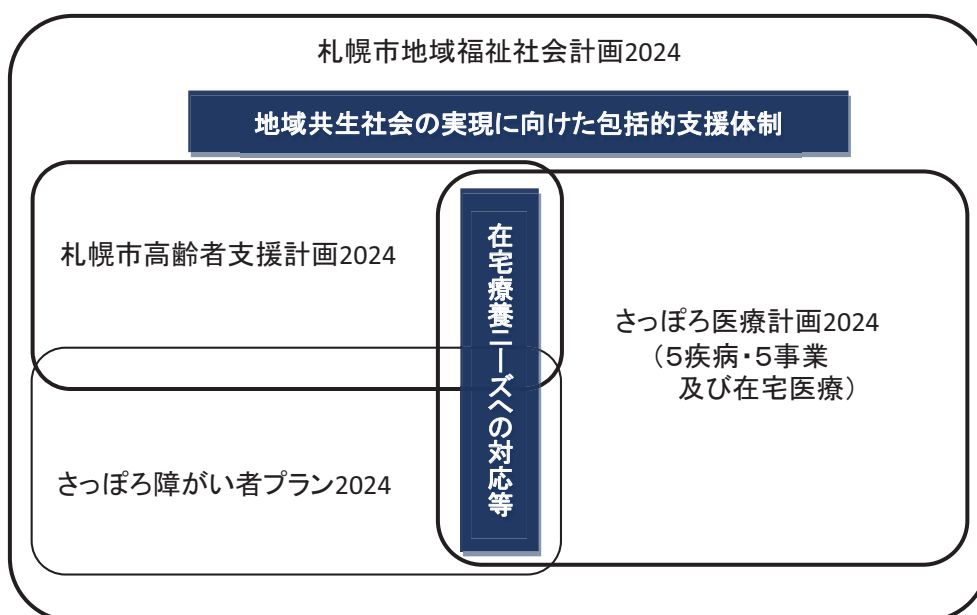 札幌市地域福祉社会計画2024
地域共生社会の実現に向けた包括的支援体制
札幌市高齢者支援計画2024
在宅療養ニーズへの対応等
さっぽろ医療計画2024
（５疾病・５事業
及び在宅医療）
さっぽろ障がい者プラン2024